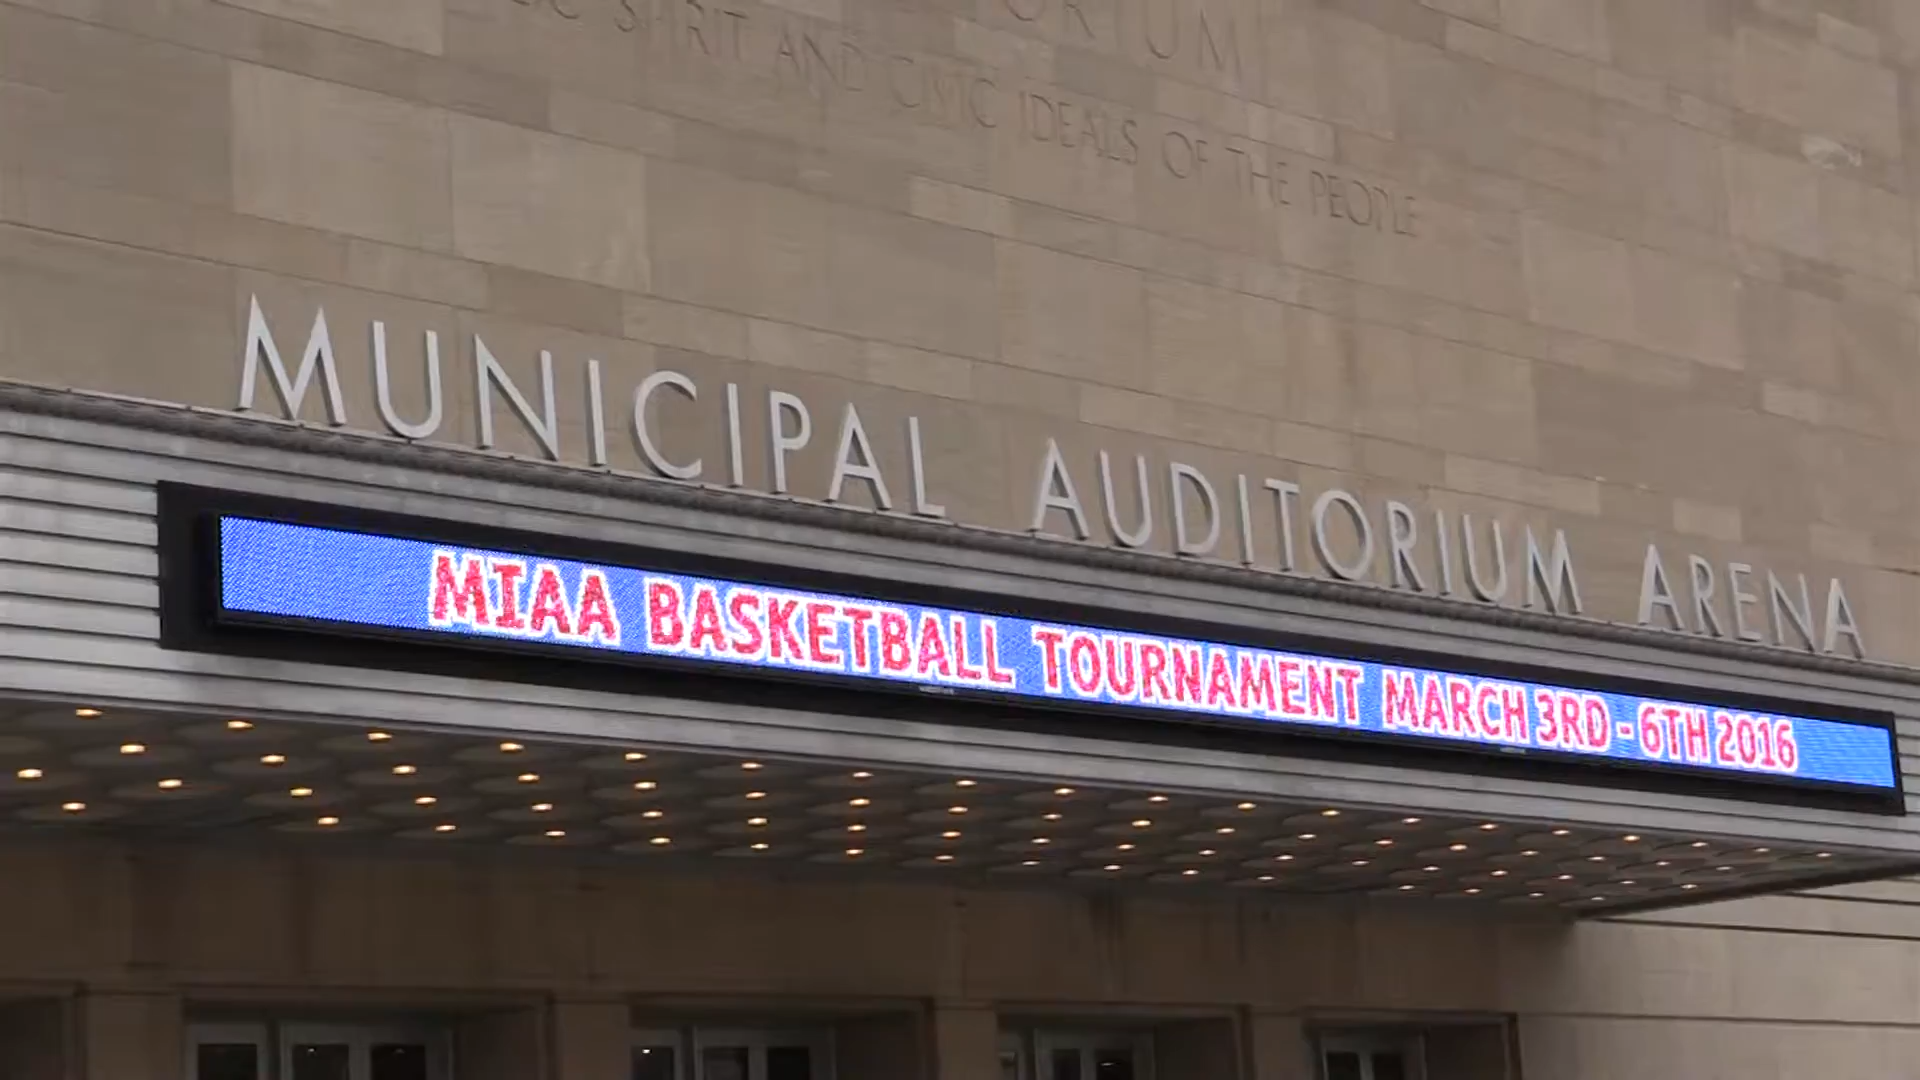 SPIRIT AND CIVIC IDEALS OF THE PEOPLE
MUNICIPAL AUDITORIUM ARENA
MIAA BASKETBALL TOURNAMENT MARCH 3RD - 6TH 2016